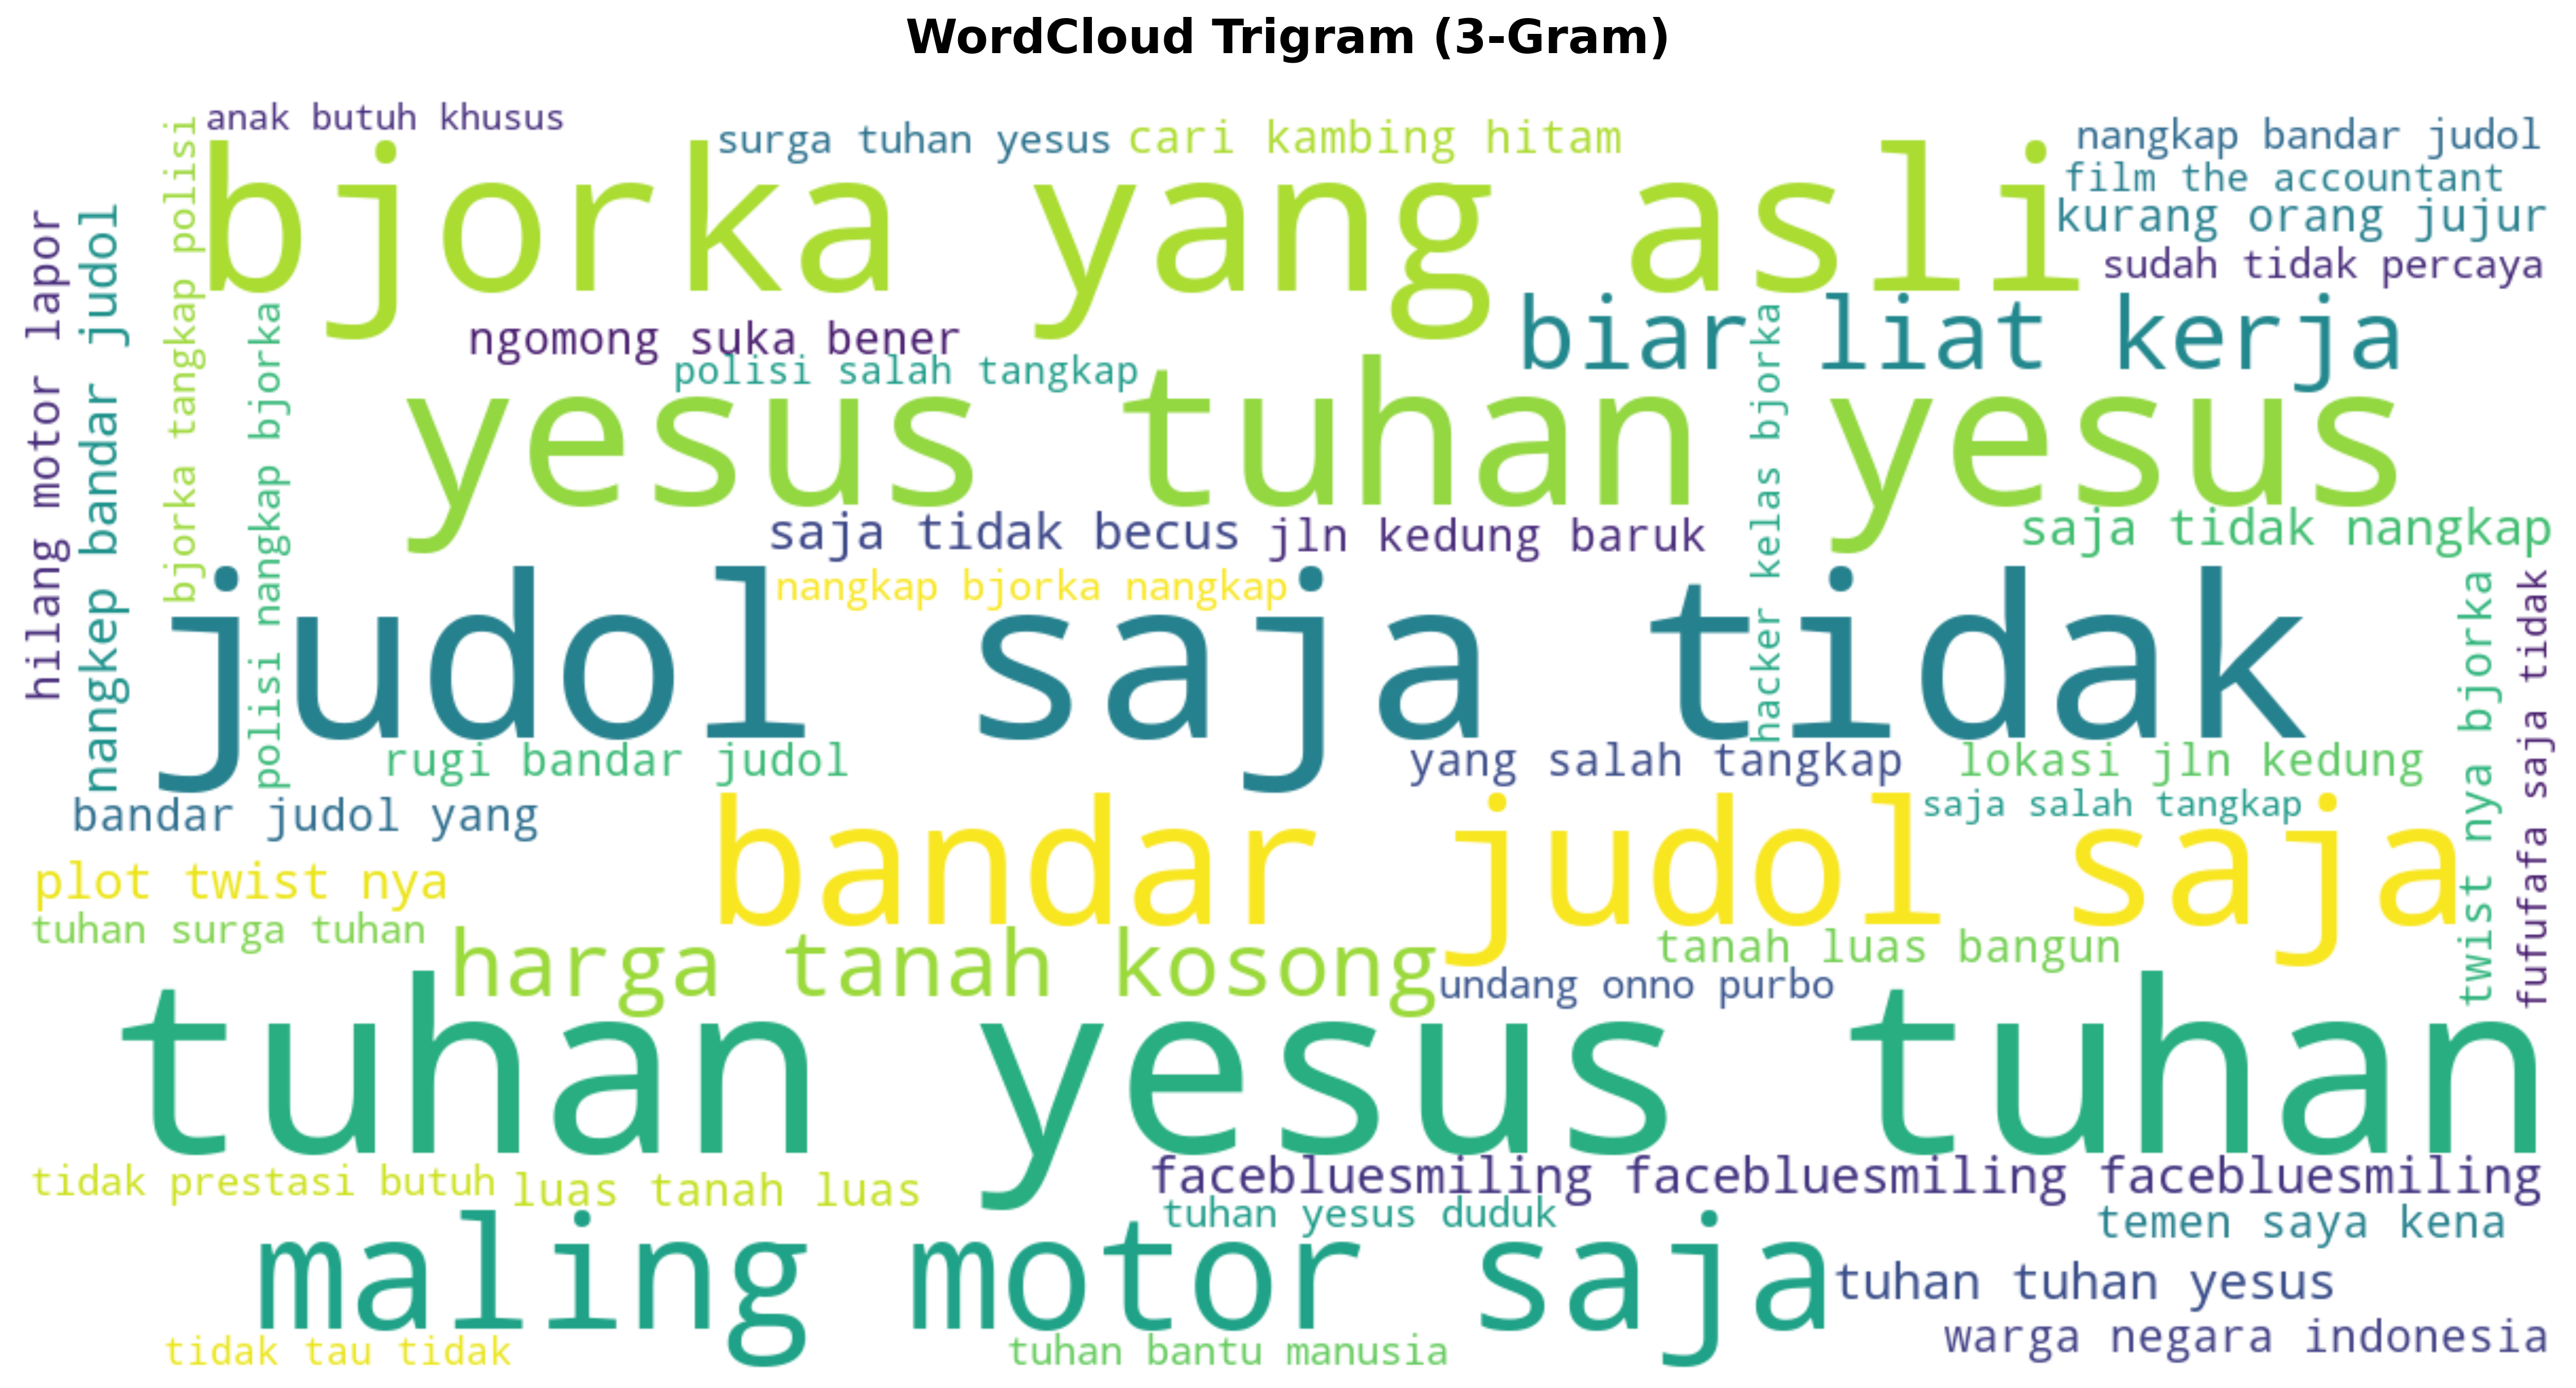 WordCloud Trigram (3-Gram)
anak butuh khusus
surga tuhan yesus
cari kambing hitam
nangkap bandar judol
bjorka yang asli
film the accountant
kurang orang jujur
sudah tidak percaya
hilang motor lapor
nangkep bandar judol
bjorka tangkap polisi
polisi nangkap bjorka
ngomong suka bener
biar liat kerja
polisi salah tangkap
hacker kelas bjorka
yesus tuhan yesus
saja tidak becus
jln kedung baruk
saja tidak nangkap
nangkap bjorka nangkap
judol saja tidak
twist nya bjorka
fufufafa saja tidak
rugi bandar judol
yang salah tangkap
lokasi jln kedung
bandar judol yang
bandar judol saja
saja salah tangkap
plot twist nya
tuhan surga tuhan
harga tanah kosong
tanah luas bangun
undang onno purbo
tuhan yesus tuhan
tidak prestasi butuh
luas tanah luas
facebluesmiling facebluesmiling facebluesmiling
tuhan yesus duduk
temen saya kena
maling motor saja
tuhan tuhan yesus
warga negara indonesia
tidak tau tidak
tuhan bantu manusia